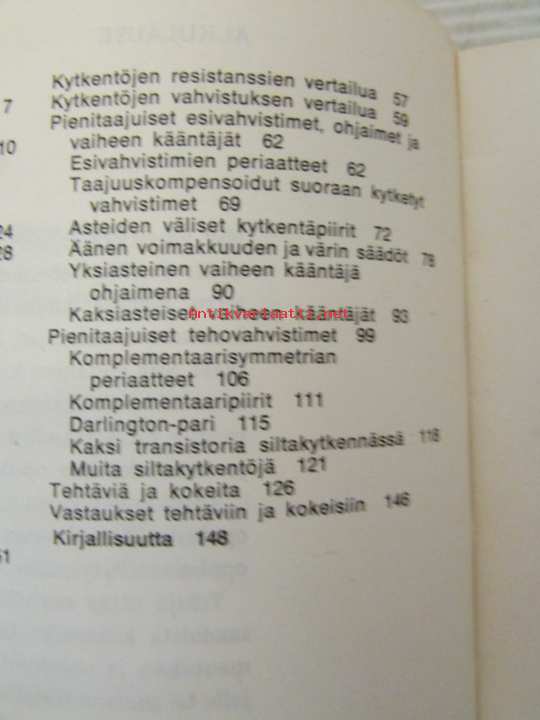 Kytkentöjen resistanssien vertailua 57
7 Kytkentöjen vahvistuksen vertailua 59
Pienitaajuiset esivahvistimet, ohjaimet ja
10 vaiheen kääntäjät 62
Esivahvistimien periaatteet 62
Taajuuskompensoidut suoraan kytketyt
vahvistimet 69
24 Asteiden väliset kytkentäpiirit 72
28 Äänen voimakkuuden ja värin säädöt 78
Yksiasteinen vaiheen kääntäjä
ohjaimena 90
Kaksiasteiset vaiheen kääntäjät 93
Pienitaajuiset tehovahvistimet 99
Komplementaarisymmetrian
periaatteet 106
Komplementaaripiirit 111
Darlington-pari 115
Kaksi transistoria siltakytkennässä 118
Muita siltakytkentöjä 121
Tehtäviä ja kokeita 126
Vastaukset tehtäviin ja kokeisiin 146
Kirjallisuutta 148
51